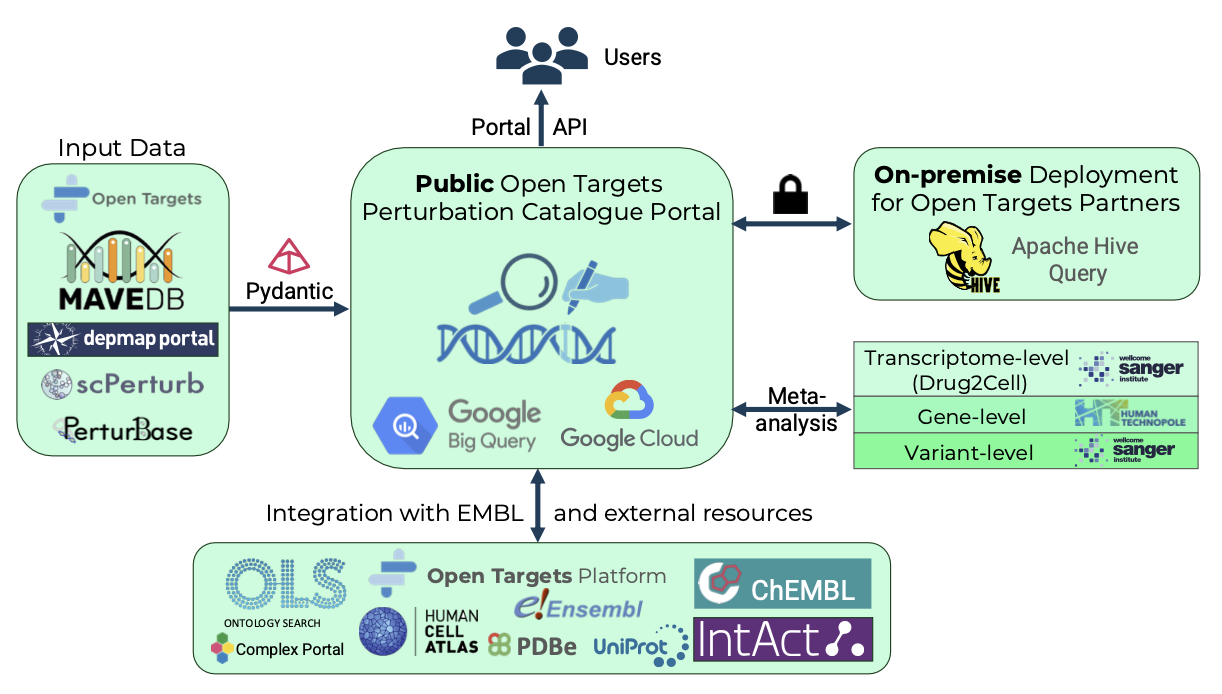 Users
Portal API
Input Data
Open Targets
MAVEDB
depmap portal
scPerturb
PerturBase
Pydantic
Public Open Targets
Perturbation Catalogue Portal
Google
Big Query
Google Cloud
On-premise Deployment
for Open Targets Partners
HIVE
Apache Hive
Query
Meta-
analysis
Transcriptome-level
(Drug2Cell)
wellcome
sanger
institute
Gene-level
HT HUMAN
TECHNOPOLE
Variant-level
wellcome
sanger
institute
Integration with EMBL and external resources
OLS
ONTOLOGY SEARCH
Complex Portal
Open Targets Platform
HUMAN
CELL
ATLAS
e!Ensembl
PDBe
UniProt
ChEMBL
IntAct